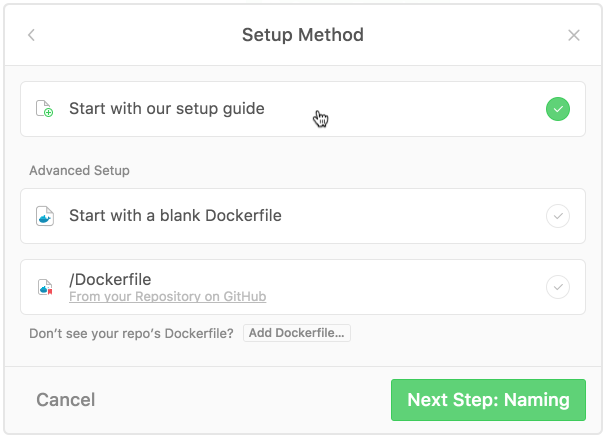 Setup Method
Start with our setup guide
Advanced Setup
Start with a blank Dockerfile
/Dockerfile
From your Repository on GitHub
Don’t see your repo’s Dockerfile? Add Dockerfile...
Cancel Next Step: Naming